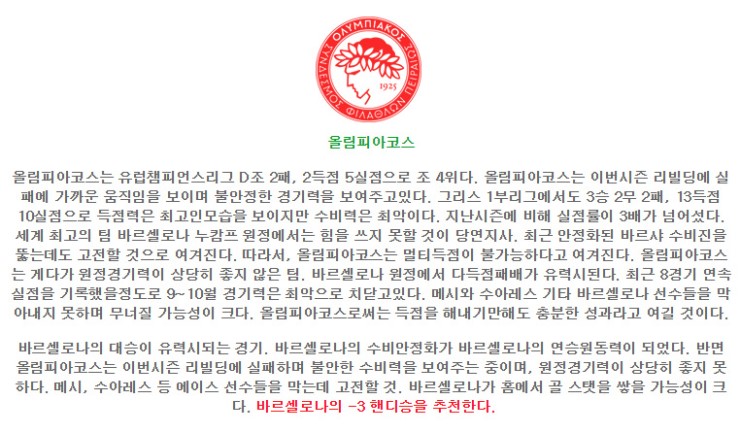 ΟΛΥΜΠΙΑΚΟΣ
ΣΥΝΔΕΣΜΟΣ ΦΙΛΑΘΛΩΝ ΠΕΙΡΑΙΩΣ
1925
올림피아코스
올림피아코스는 유럽챔피언스리그 D조 2패, 2득점 5실점으로 조 4위다. 올림피아코스는 이번시즌 리빌딩에 실
패에 가까운 움직임을 보이며 불안정한 경기력을 보여주고있다. 그리스 1부리그에서도 3승 2무 2패, 13득점
10실점으로 득점력은 최고인모습을 보이지만 수비력은 최악이다. 지난시즌에 비해 실점률이 3배가 넘어섰다.
세계 최고의 팀 바르셀로나 누캄프 원정에서는 힘을 쓰지 못할 것이 당연지사. 최근 안정화된 바르샤 수비진을
뚫는데도 고전할 것으로 여겨진다. 따라서, 올림피아코스는 멀티득점이 불가능하다고 여겨진다. 올림피아코스
는 게다가 원정경기력이 상당히 좋지 않은 팀. 바르셀로나 원정에서 다득점패배가 유력시된다. 최근 8경기 연속
실점을 기록했을정도로 9~10월 경기력은 최악으로 치닫고있다. 메시와 수아레스 기타 바르셀로나 선수들을 막
아내지 못하며 무너질 가능성이 크다. 올림피아코스로써는 득점을 해내기만해도 충분한 성과라고 여길 것이다.
바르셀로나의 대승이 유력시되는 경기. 바르셀로나의 수비안정화가 바르셀로나의 연승원동력이 되었다. 반면
올림피아코스는 이번시즌 리빌딩에 실패하며 불안한 수비력을 보여주는 중이며, 원정경기력이 상당히 좋지 못
하다. 메시, 수아레스 등 에이스 선수들을 막는데 고전할 것. 바르셀로나가 홈에서 골 스탯을 쌓을 가능성이 크
다. 바르셀로나의 -3 핸디승을 추천한다.